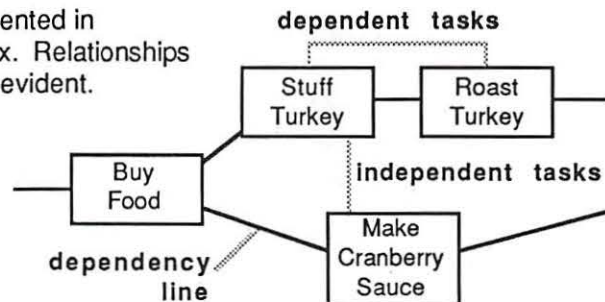 ented in
x. Relationships
evident.
dependent tasks
Stuff
Turkey
Roast
Turkey
Buy
Food
independent tasks
Make
Cranberry
Sauce
dependency
line